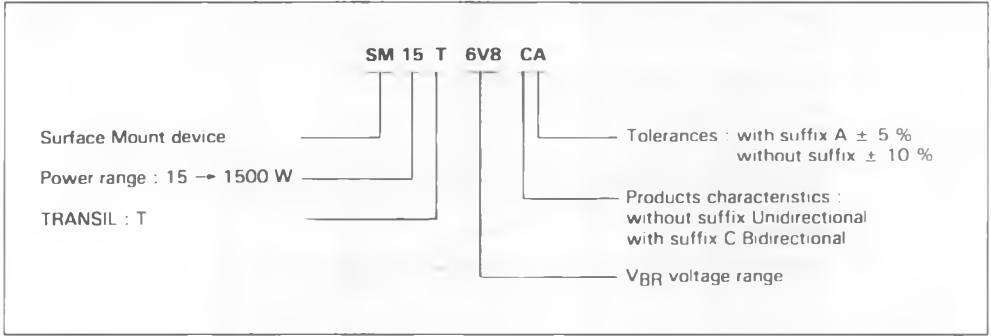 SM 15 T 6V8 CA
Surface Mount device
Power range : 15 → 1500 W
TRANSIL : T
Tolerances : with suffix A ± 5 %
without suffix ± 10 %
Products characteristics :
without suffix Unidirectional
with suffix C Bidirectional
VBR voltage range